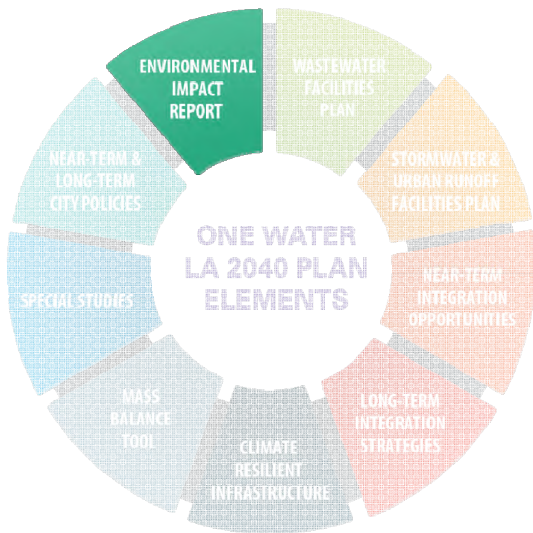 ENVIRONMENTAL
IMPACT
REPORT
WASTEWATER
FACILITIES
PLAN
STORMWATER &
URBAN RUNOFF
FACILITIES PLAN
NEAR-TERM
INTEGRATION
OPPORTUNITIES
LONG-TERM
INTEGRATION
STRATEGIES
CLIMATE
RESILIENT
INFRASTRUCTURE
MASS
BALANCE
TOOL
SPECIAL STUDIES
NEAR-TERM &
LONG-TERM
CITY POLICIES
ONE WATER
LA 2040 PLAN
ELEMENTS